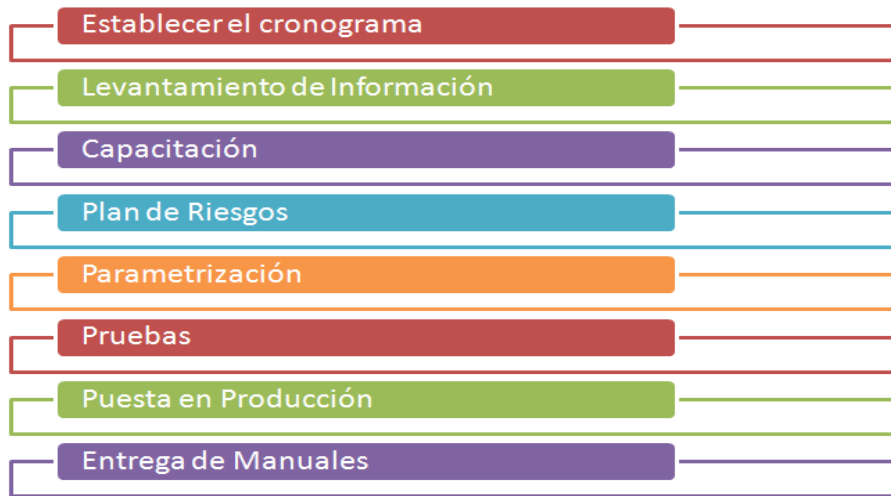 Establecer el cronograma
Levantamiento de Información
Capacitación
Plan de Riesgos
Parametrización
Pruebas
Puesta en Producción
Entrega de Manuales